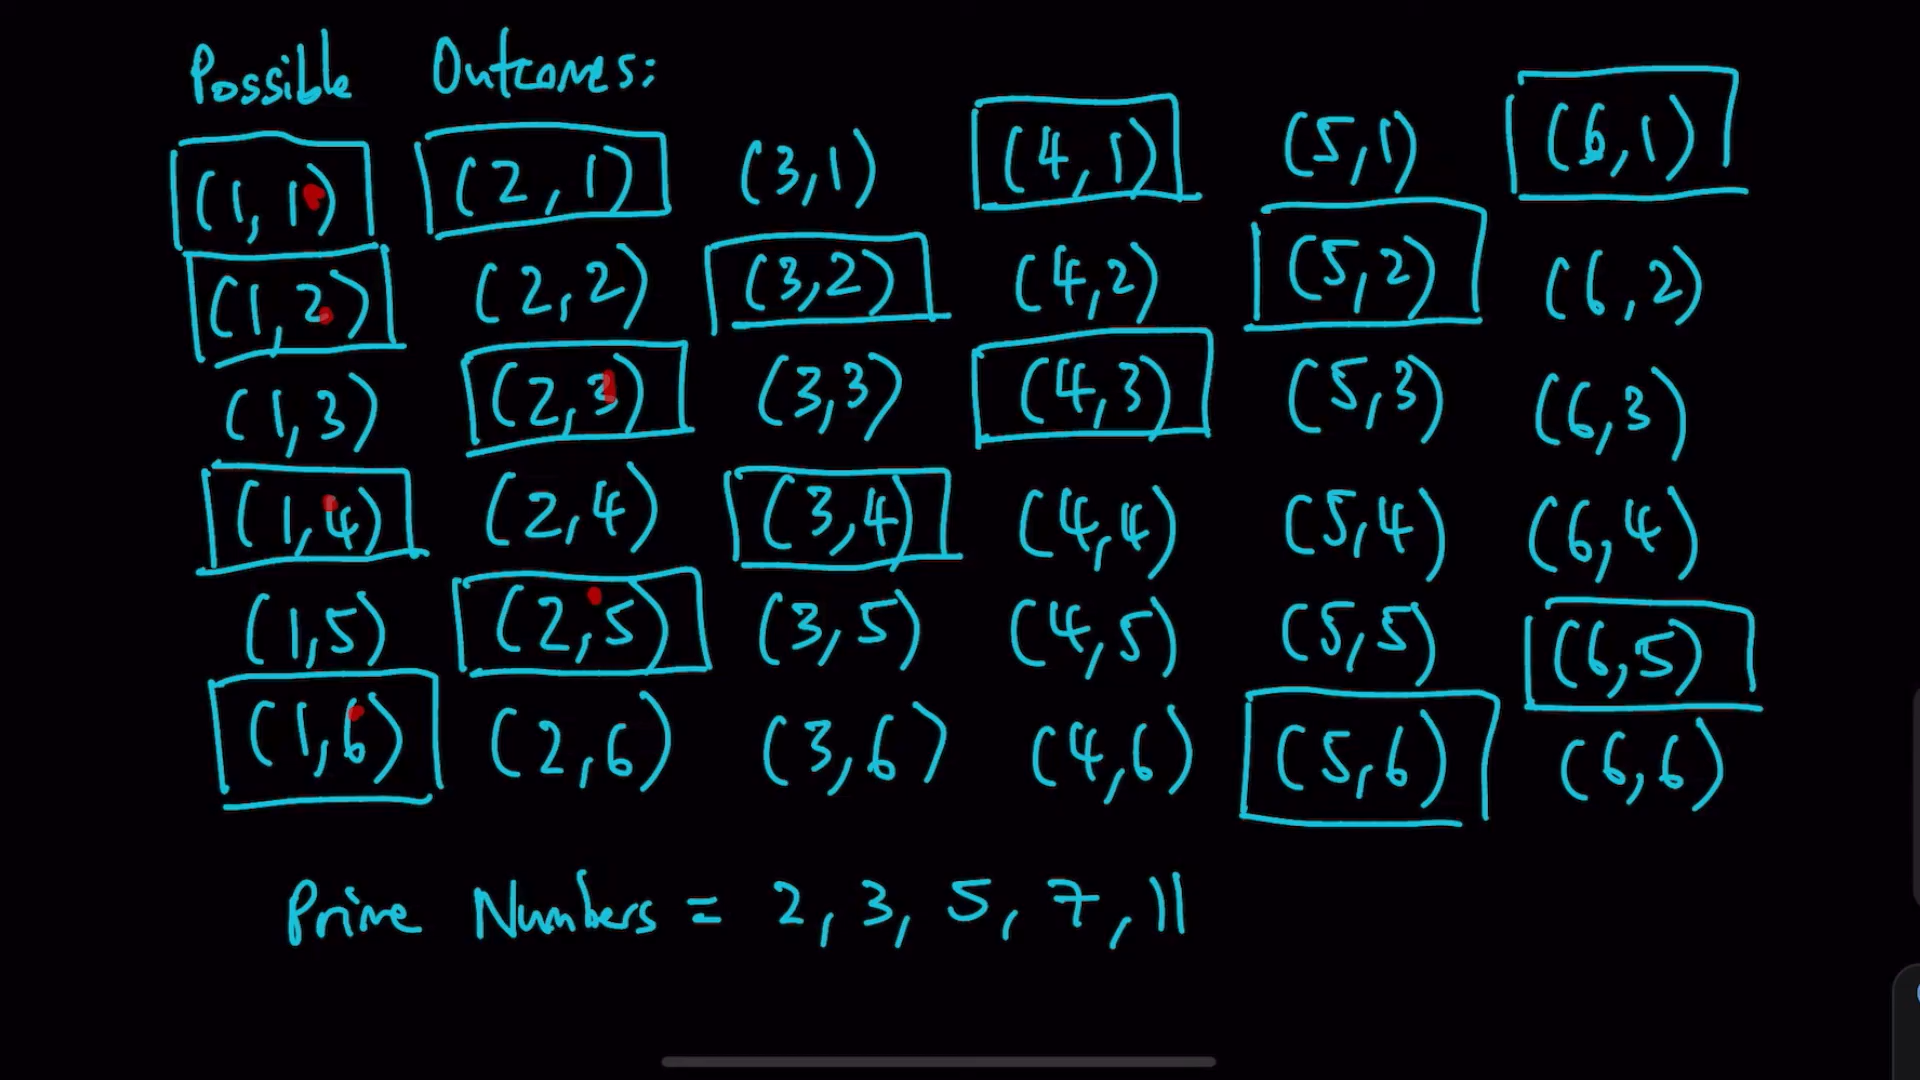 Possible Outcomes:
(1,1) (2,1) (3,1) (4,1) (5,1) (6,1)
(1,2) (2,2) (3,2) (4,2) (5,2) (6,2)
(1,3) (2,3) (3,3) (4,3) (5,3) (6,3)
(1,4) (2,4) (3,4) (4,4) (5,4) (6,4)
(1,5) (2,5) (3,5) (4,5) (5,5) (6,5)
(1,6) (2,6) (3,6) (4,6) (5,6) (6,6)
Prime Numbers = 2, 3, 5, 7, 11